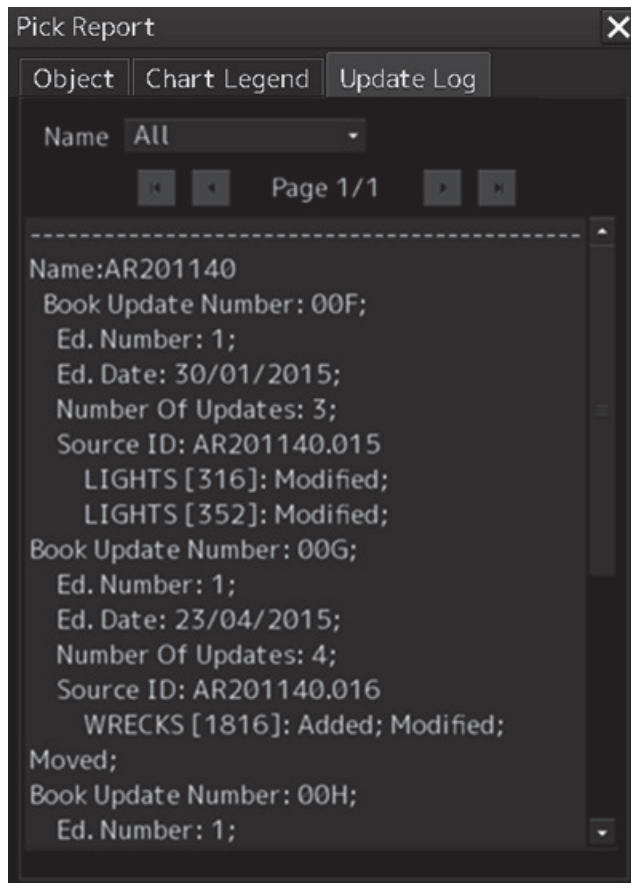 Pick Report
Object Chart Legend Update Log
Name All
Page 1/1
--------------------------------------------
Name:AR201140
Book Update Number: 00F;
Ed. Number: 1;
Ed. Date: 30/01/2015;
Number Of Updates: 3;
Source ID: AR201140.015
LIGHTS [316]: Modified;
LIGHTS [352]: Modified;
Book Update Number: 00G;
Ed. Number: 1;
Ed. Date: 23/04/2015;
Number Of Updates: 4;
Source ID: AR201140.016
WRECKS [1816]: Added; Modified;
Moved;
Book Update Number: 00H;
Ed. Number: 1;